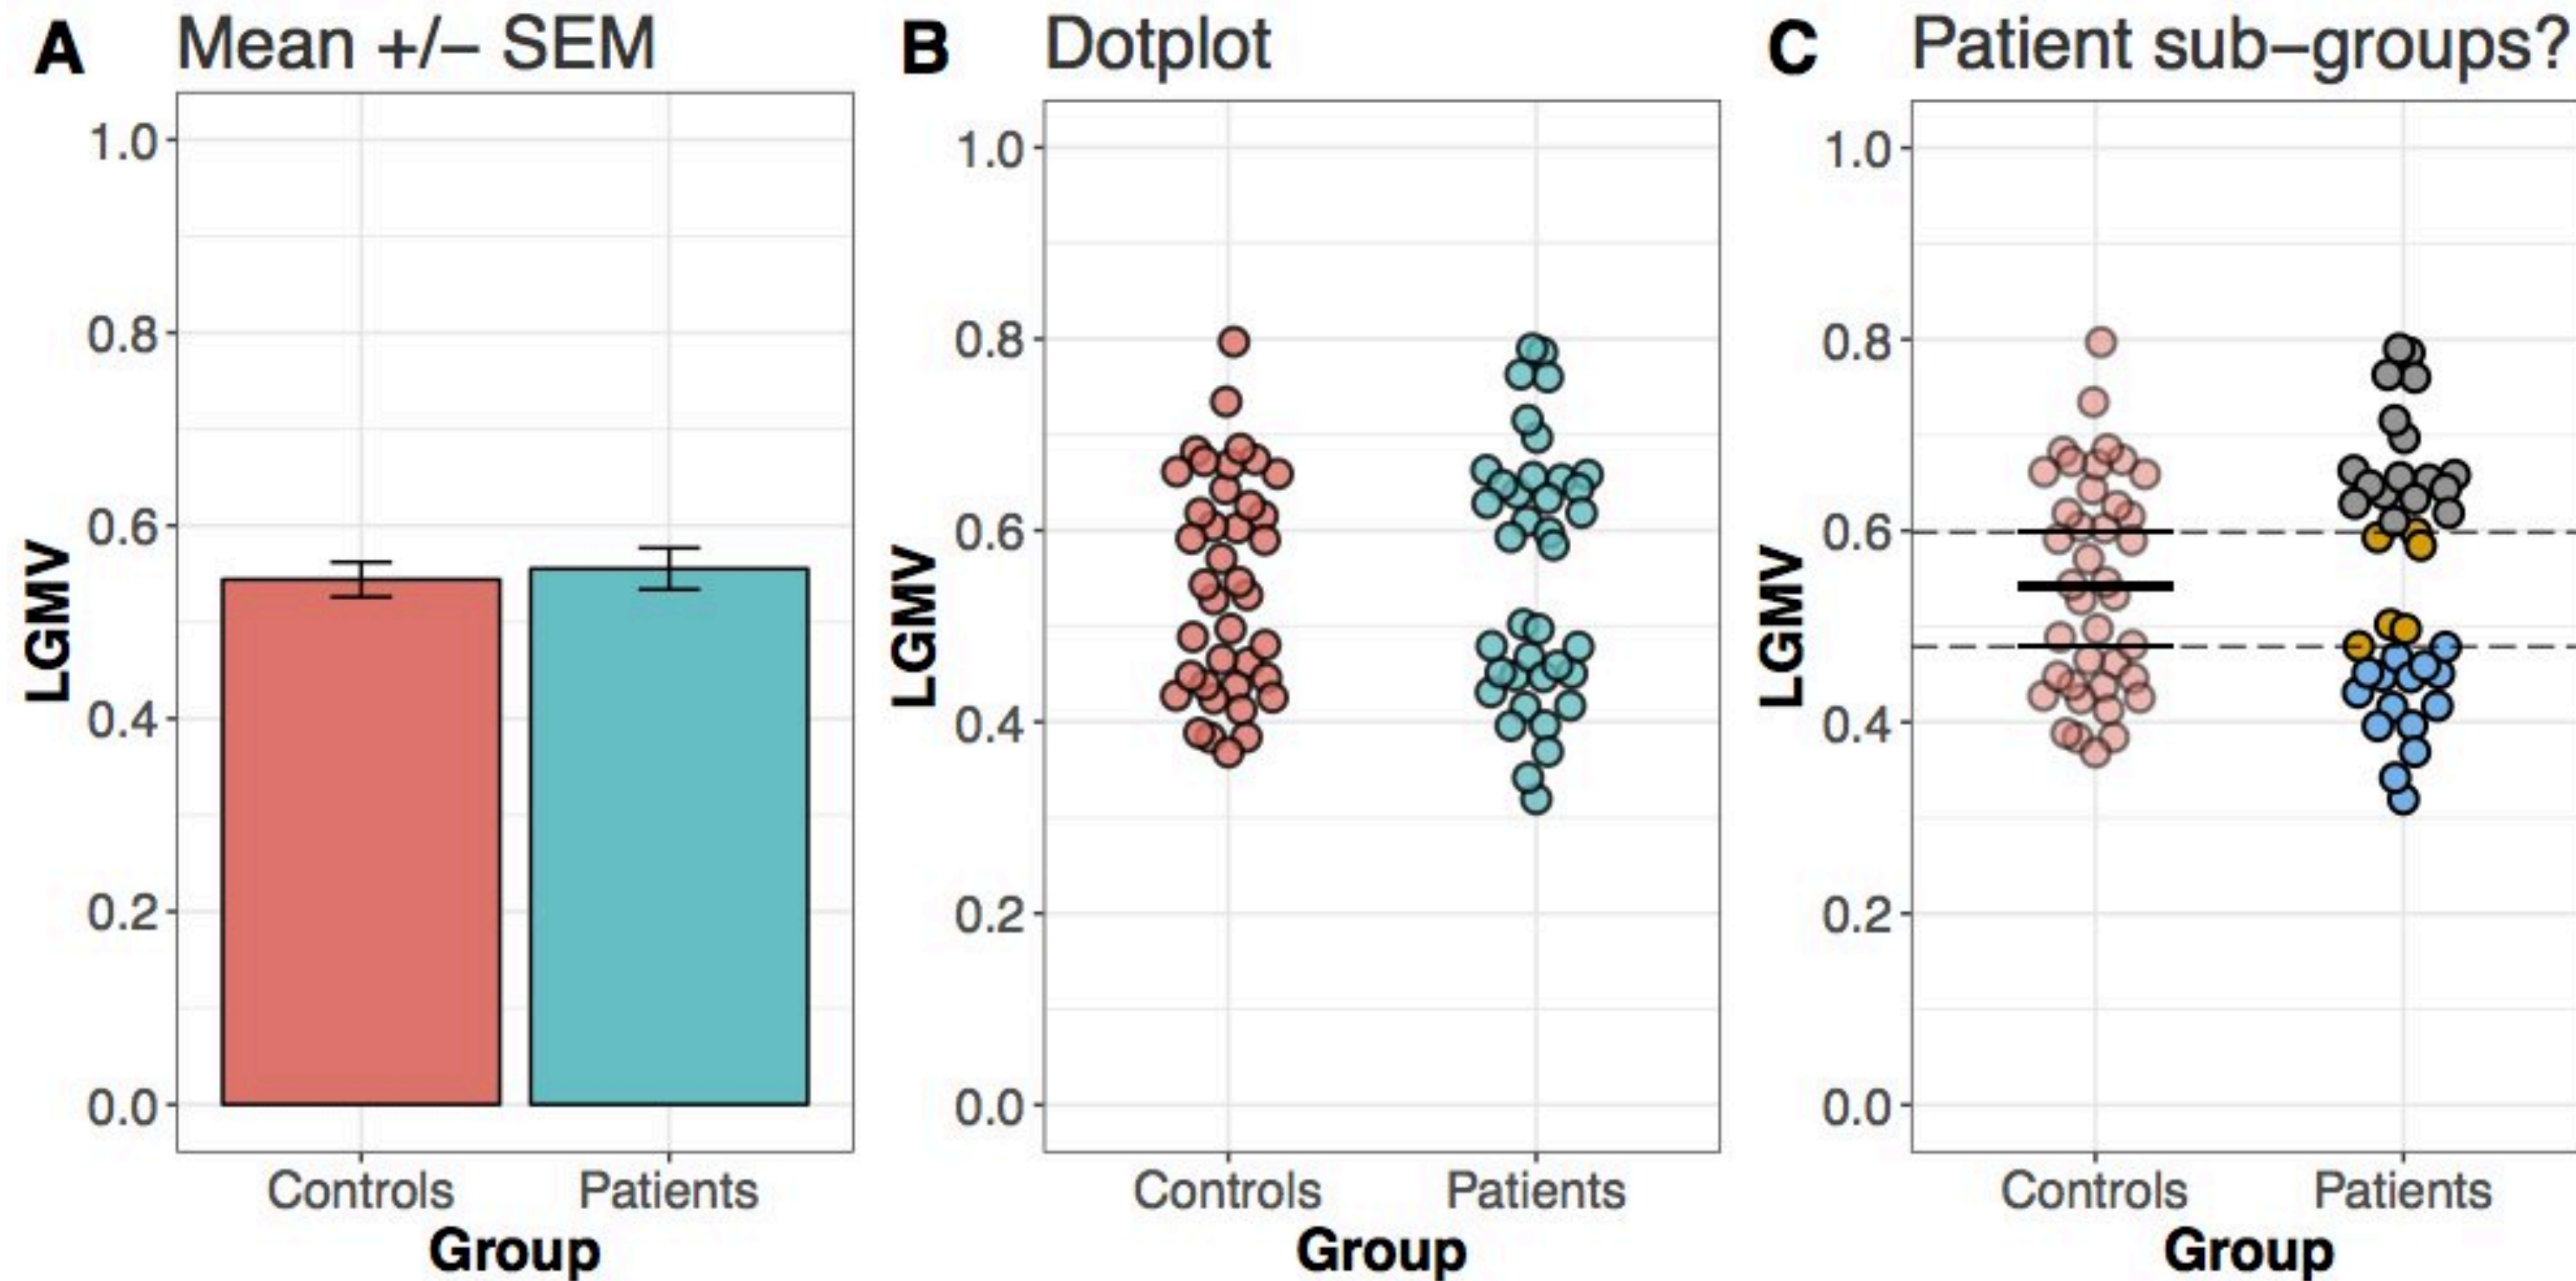 A Mean +/− SEM
LGMV
1.0
0.8
0.6
0.4
0.2
0.0
Controls Patients
Group
B Dotplot
LGMV
1.0
0.8
0.6
0.4
0.2
0.0
Controls Patients
Group
C Patient sub−groups?
LGMV
1.0
0.8
0.6
0.4
0.2
0.0
Controls Patients
Group